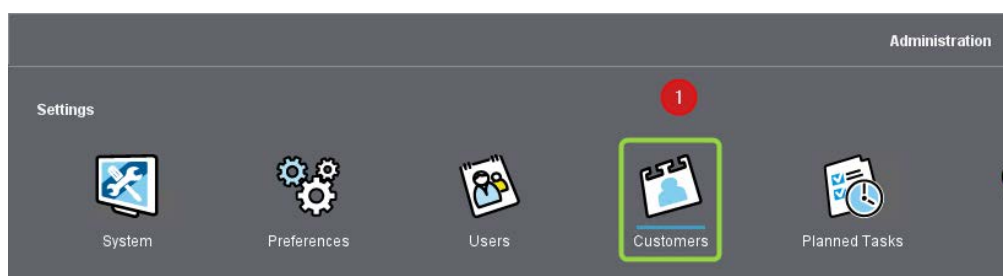 Administration
Settings
1
System Preferences Users Customers Planned Tasks